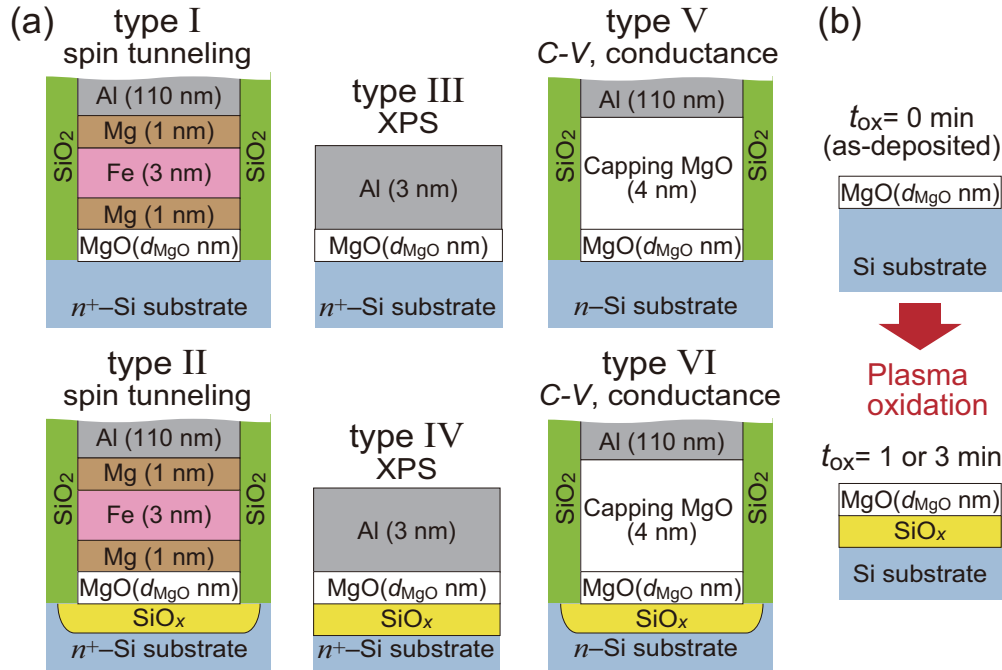 (a)
type I
spin tunneling
SiO2
Al (110 nm)
Mg (1 nm)
Fe (3 nm)
Mg (1 nm)
MgO(dMgO nm)
SiO2
n+–Si substrate
type III
XPS
Al (3 nm)
MgO(dMgO nm)
n+–Si substrate
type V
C-V, conductance
SiO2
Al (110 nm)
Capping MgO
(4 nm)
MgO(dMgO nm)
SiO2
n–Si substrate
type II
spin tunneling
SiO2
Al (110 nm)
Mg (1 nm)
Fe (3 nm)
Mg (1 nm)
MgO(dMgO nm)
SiO2
SiOx
n+–Si substrate
type IV
XPS
Al (3 nm)
MgO(dMgO nm)
SiOx
n+–Si substrate
type VI
C-V, conductance
SiO2
Al (110 nm)
Capping MgO
(4 nm)
MgO(dMgO nm)
SiO2
SiOx
n–Si substrate
(b)
tox= 0 min
(as-deposited)
MgO(dMgO nm)
Si substrate
Plasma
oxidation
tox= 1 or 3 min
MgO(dMgO nm)
SiOx
Si substrate